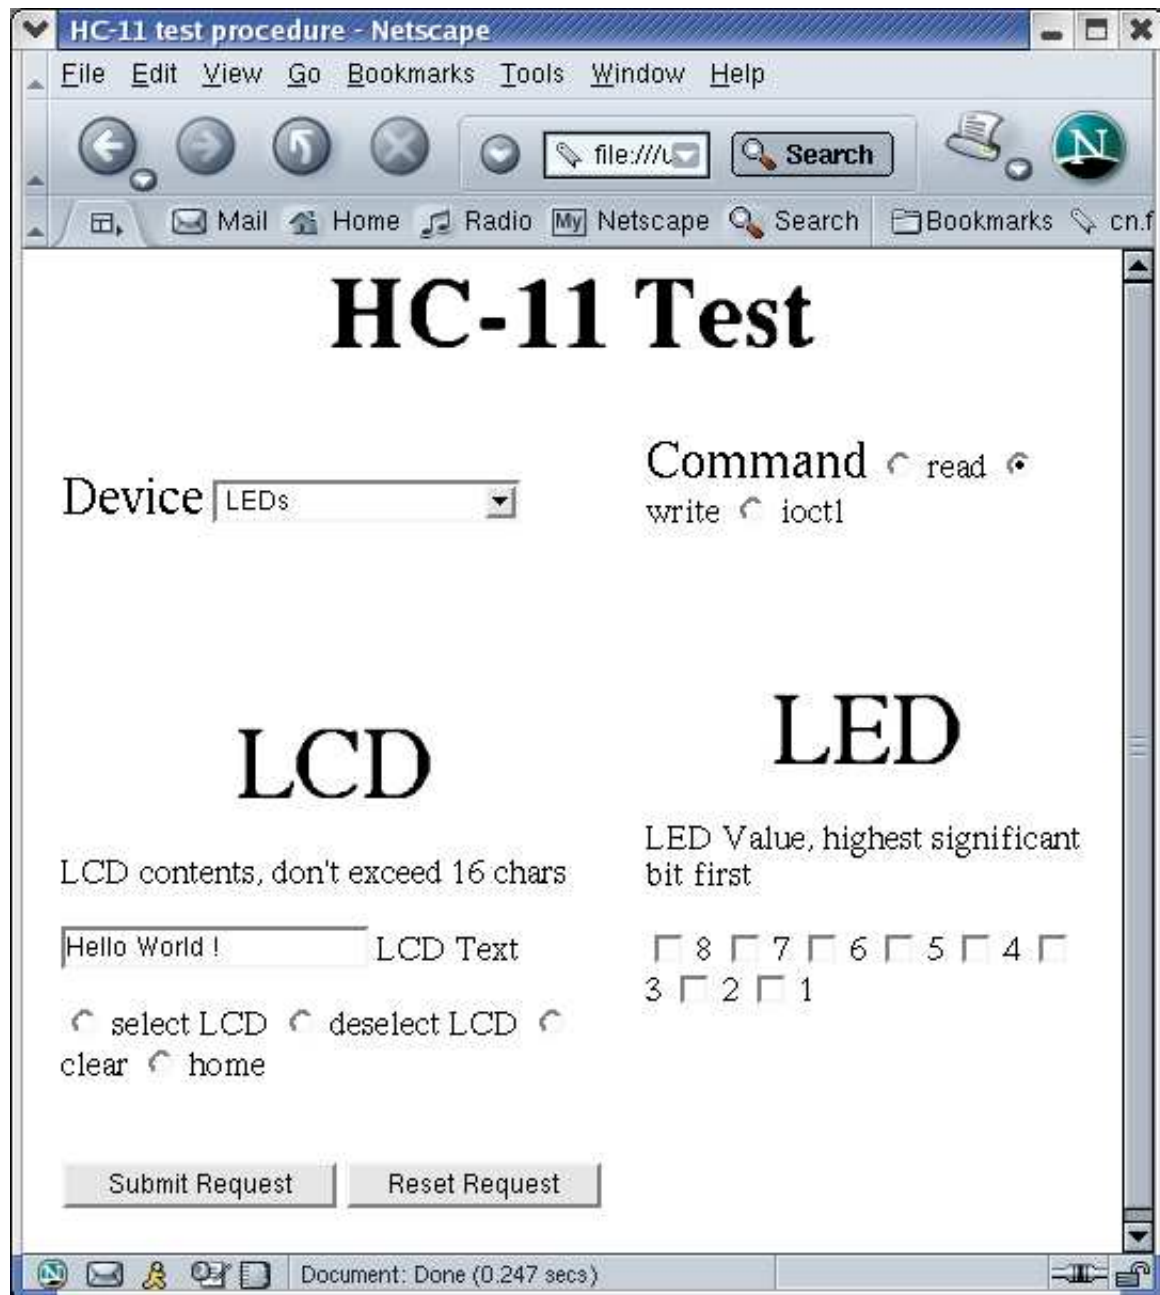 HC-11 test procedure - Netscape
File Edit View Go Bookmarks Tools Window Help
file:///u
Search
N
Mail Home Radio My Netscape Search Bookmarks cn.f
HC-11 Test
Device LEDs
Command read
write ioctl
LCD
LCD contents, don't exceed 16 chars
Hello World ! LCD Text
select LCD deselect LCD
clear home
LED
LED Value, highest significant
bit first
8 7 6 5 4
3 2 1
Submit Request Reset Request
N Document: Done (0.247 secs)